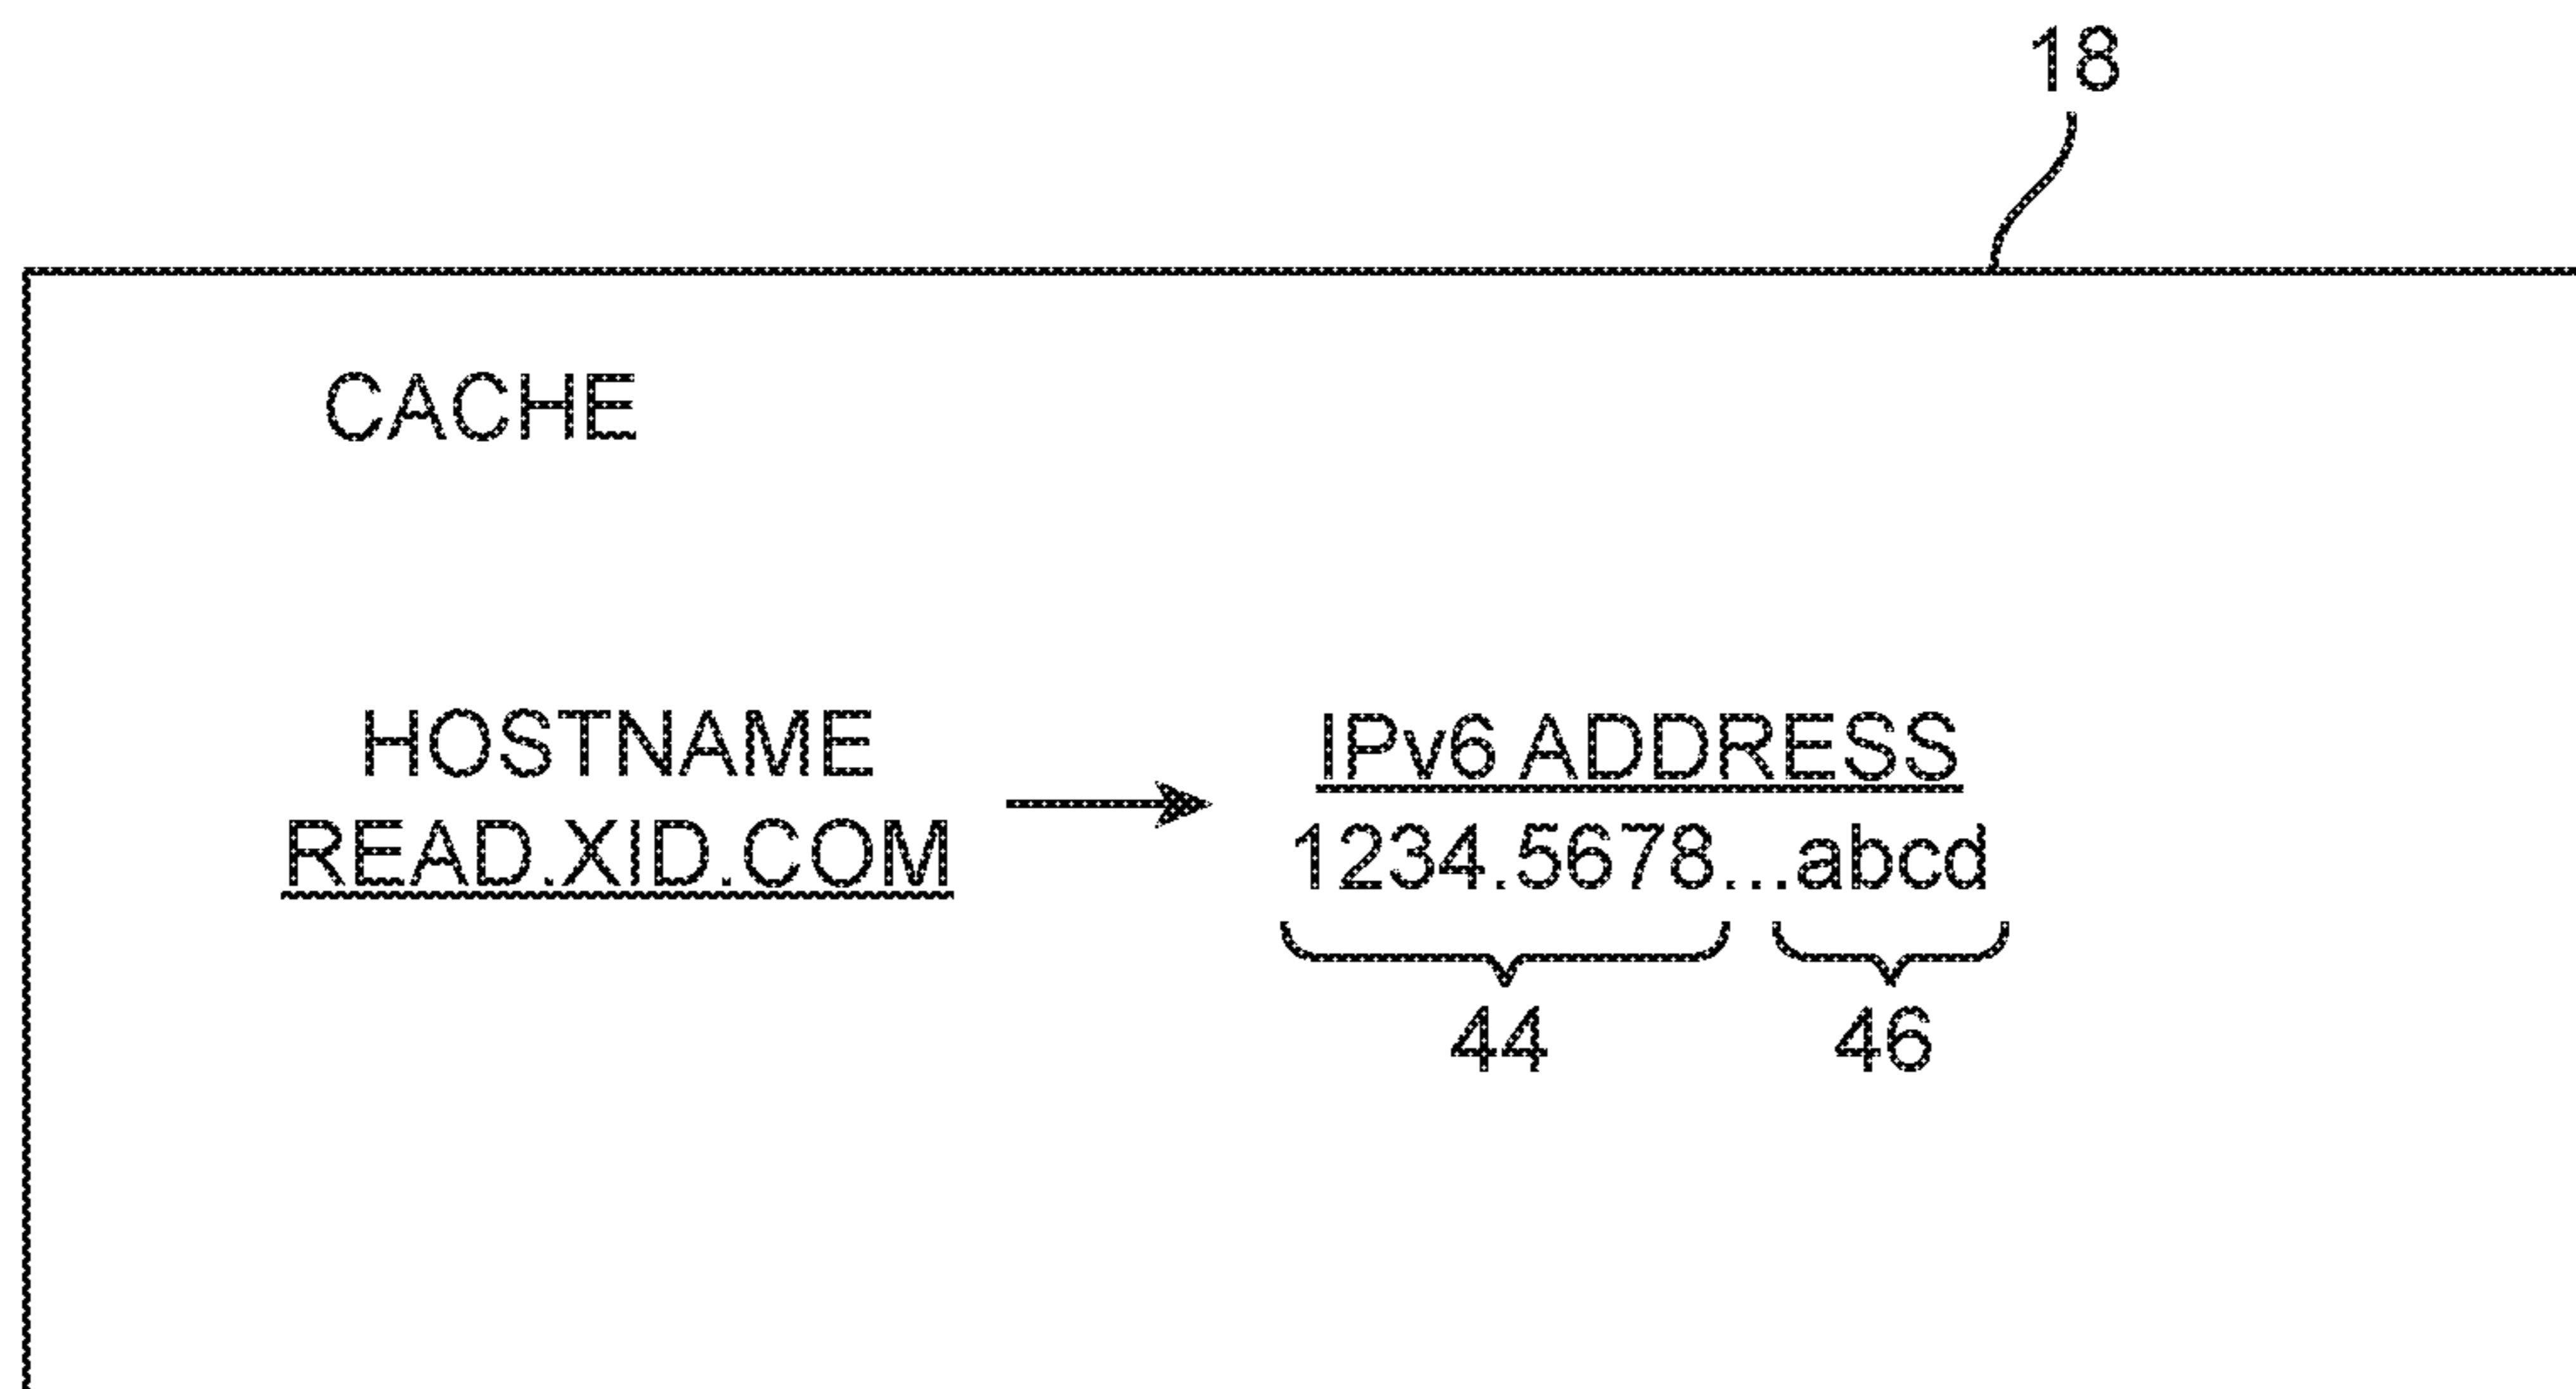 18
CACHE
HOSTNAME
READ.XID.COM
IPv6 ADDRESS
1234.5678...abcd
44
46